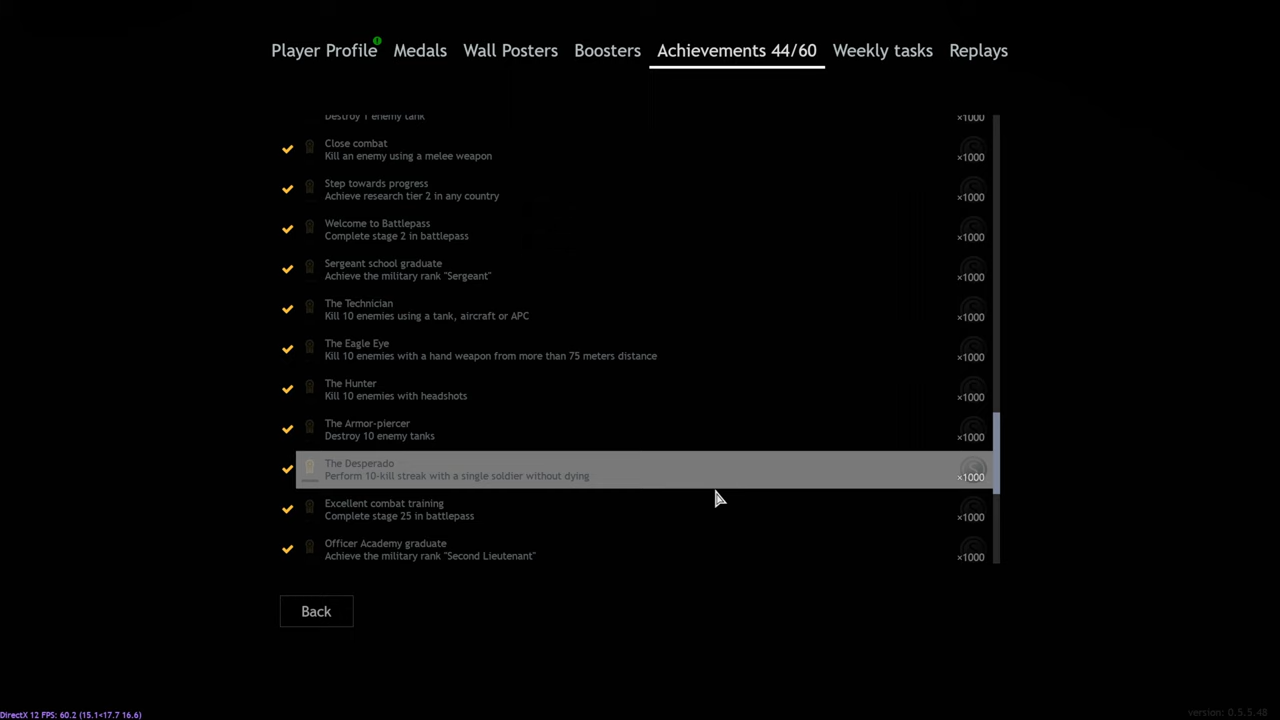 Player Profile Medals Wall Posters Boosters Achievements 44/60 Weekly tasks Replays
Destroy 1 enemy tank
×1000
Close combat
Kill an enemy using a melee weapon
×1000
Step towards progress
Achieve research tier 2 in any country
×1000
Welcome to Battlepass
Complete stage 2 in battlepass
×1000
Sergeant school graduate
Achieve the military rank "Sergeant"
×1000
The Technician
Kill 10 enemies using a tank, aircraft or APC
×1000
The Eagle Eye
Kill 10 enemies with a hand weapon from more than 75 meters distance
×1000
The Hunter
Kill 10 enemies with headshots
×1000
The Armor-piercer
Destroy 10 enemy tanks
×1000
The Desperado
Perform 10-kill streak with a single soldier without dying
×1000
Excellent combat training
Complete stage 25 in battlepass
×1000
Officer Academy graduate
Achieve the military rank "Second Lieutenant"
×1000
Back
DirectX 12 FPS: 60.2 (15.1<17.7 16.6)
version: 0.5.5.48